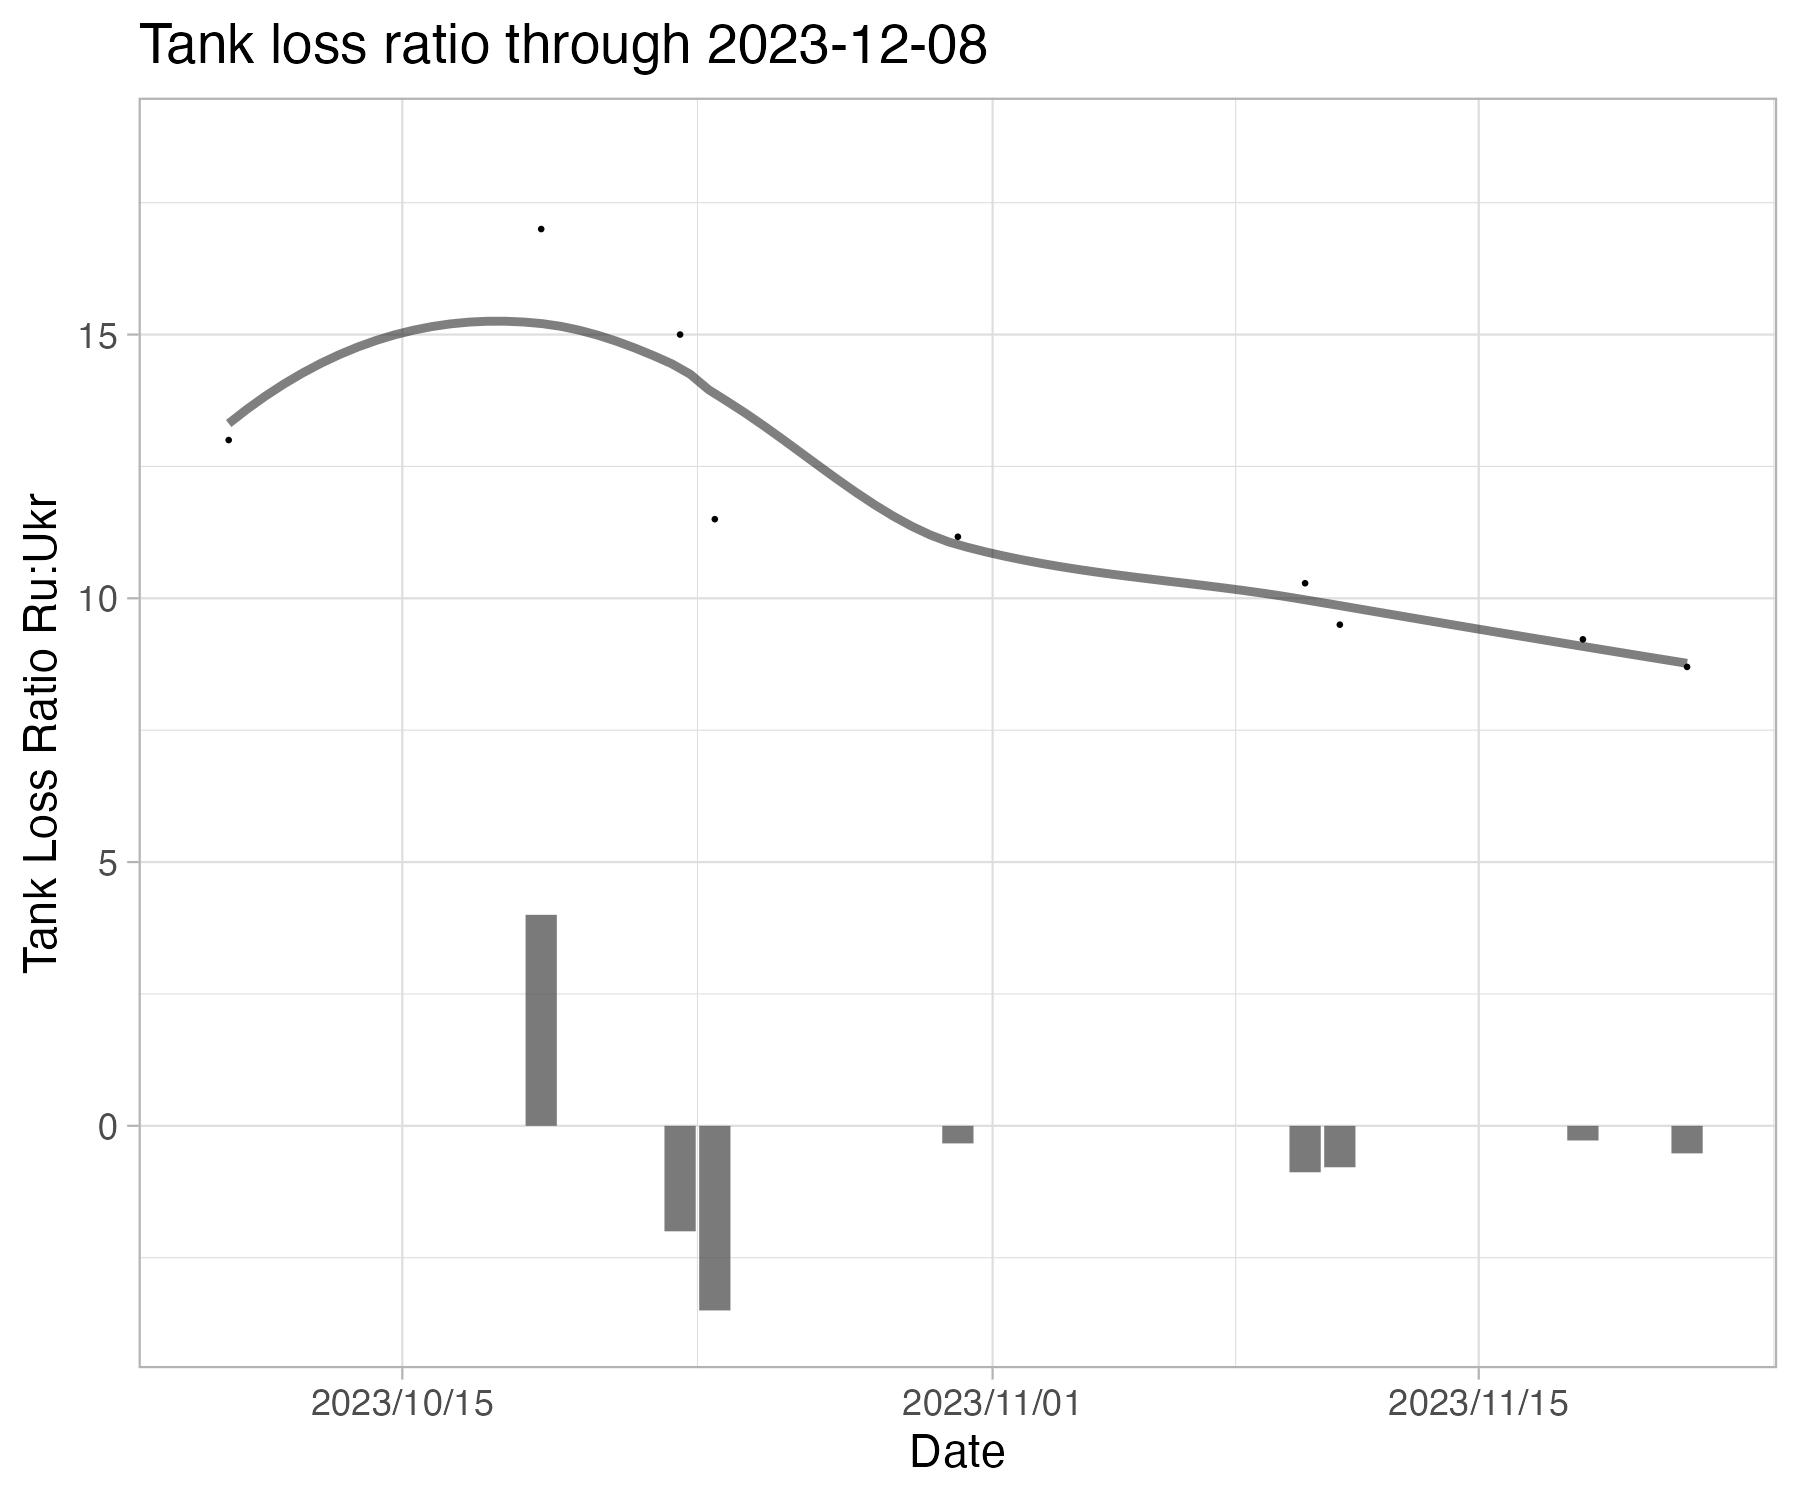 Tank loss ratio through 2023-12-08
Tank Loss Ratio Ru:Ukr
15
10
5
0
2023/10/15
2023/11/01
2023/11/15
Date